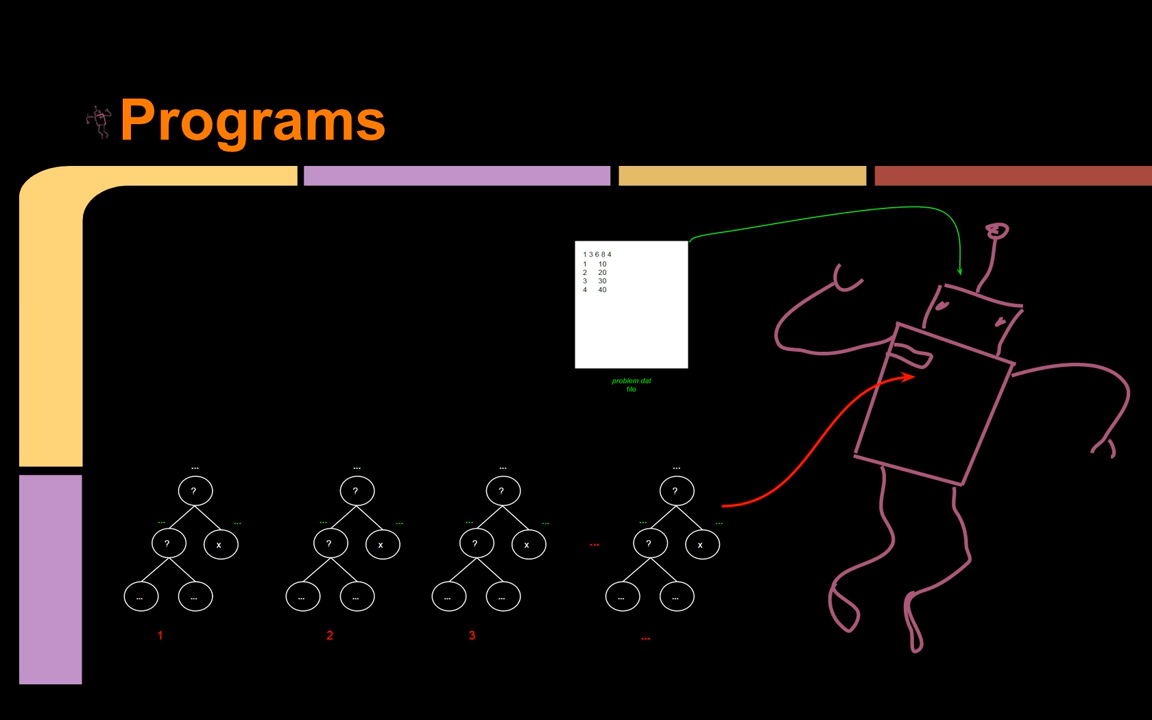 Programs
1 3 6 8 4
1 10
2 20
3 30
4 40
problem dal
file
... ... ... ...
? ? ? ?
... ... ... ... ... ... ... ...
? x ? x ? x ... ? x
... ... ... ... ... ... ... ...
1 2 3 ...